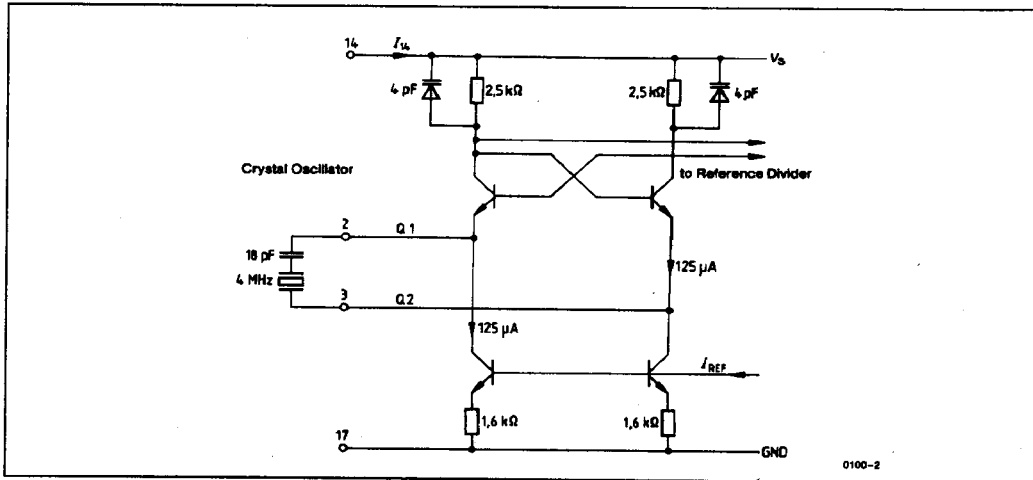 14
I14
VS
4 pF
2,5 kΩ
2,5 kΩ
4 pF
Crystal Oscillator
to Reference Divider
2
Q1
18 pF
4 MHz
125 µA
3
Q2
125 µA
IREF
1,6 kΩ
1,6 kΩ
17
GND
0100-2